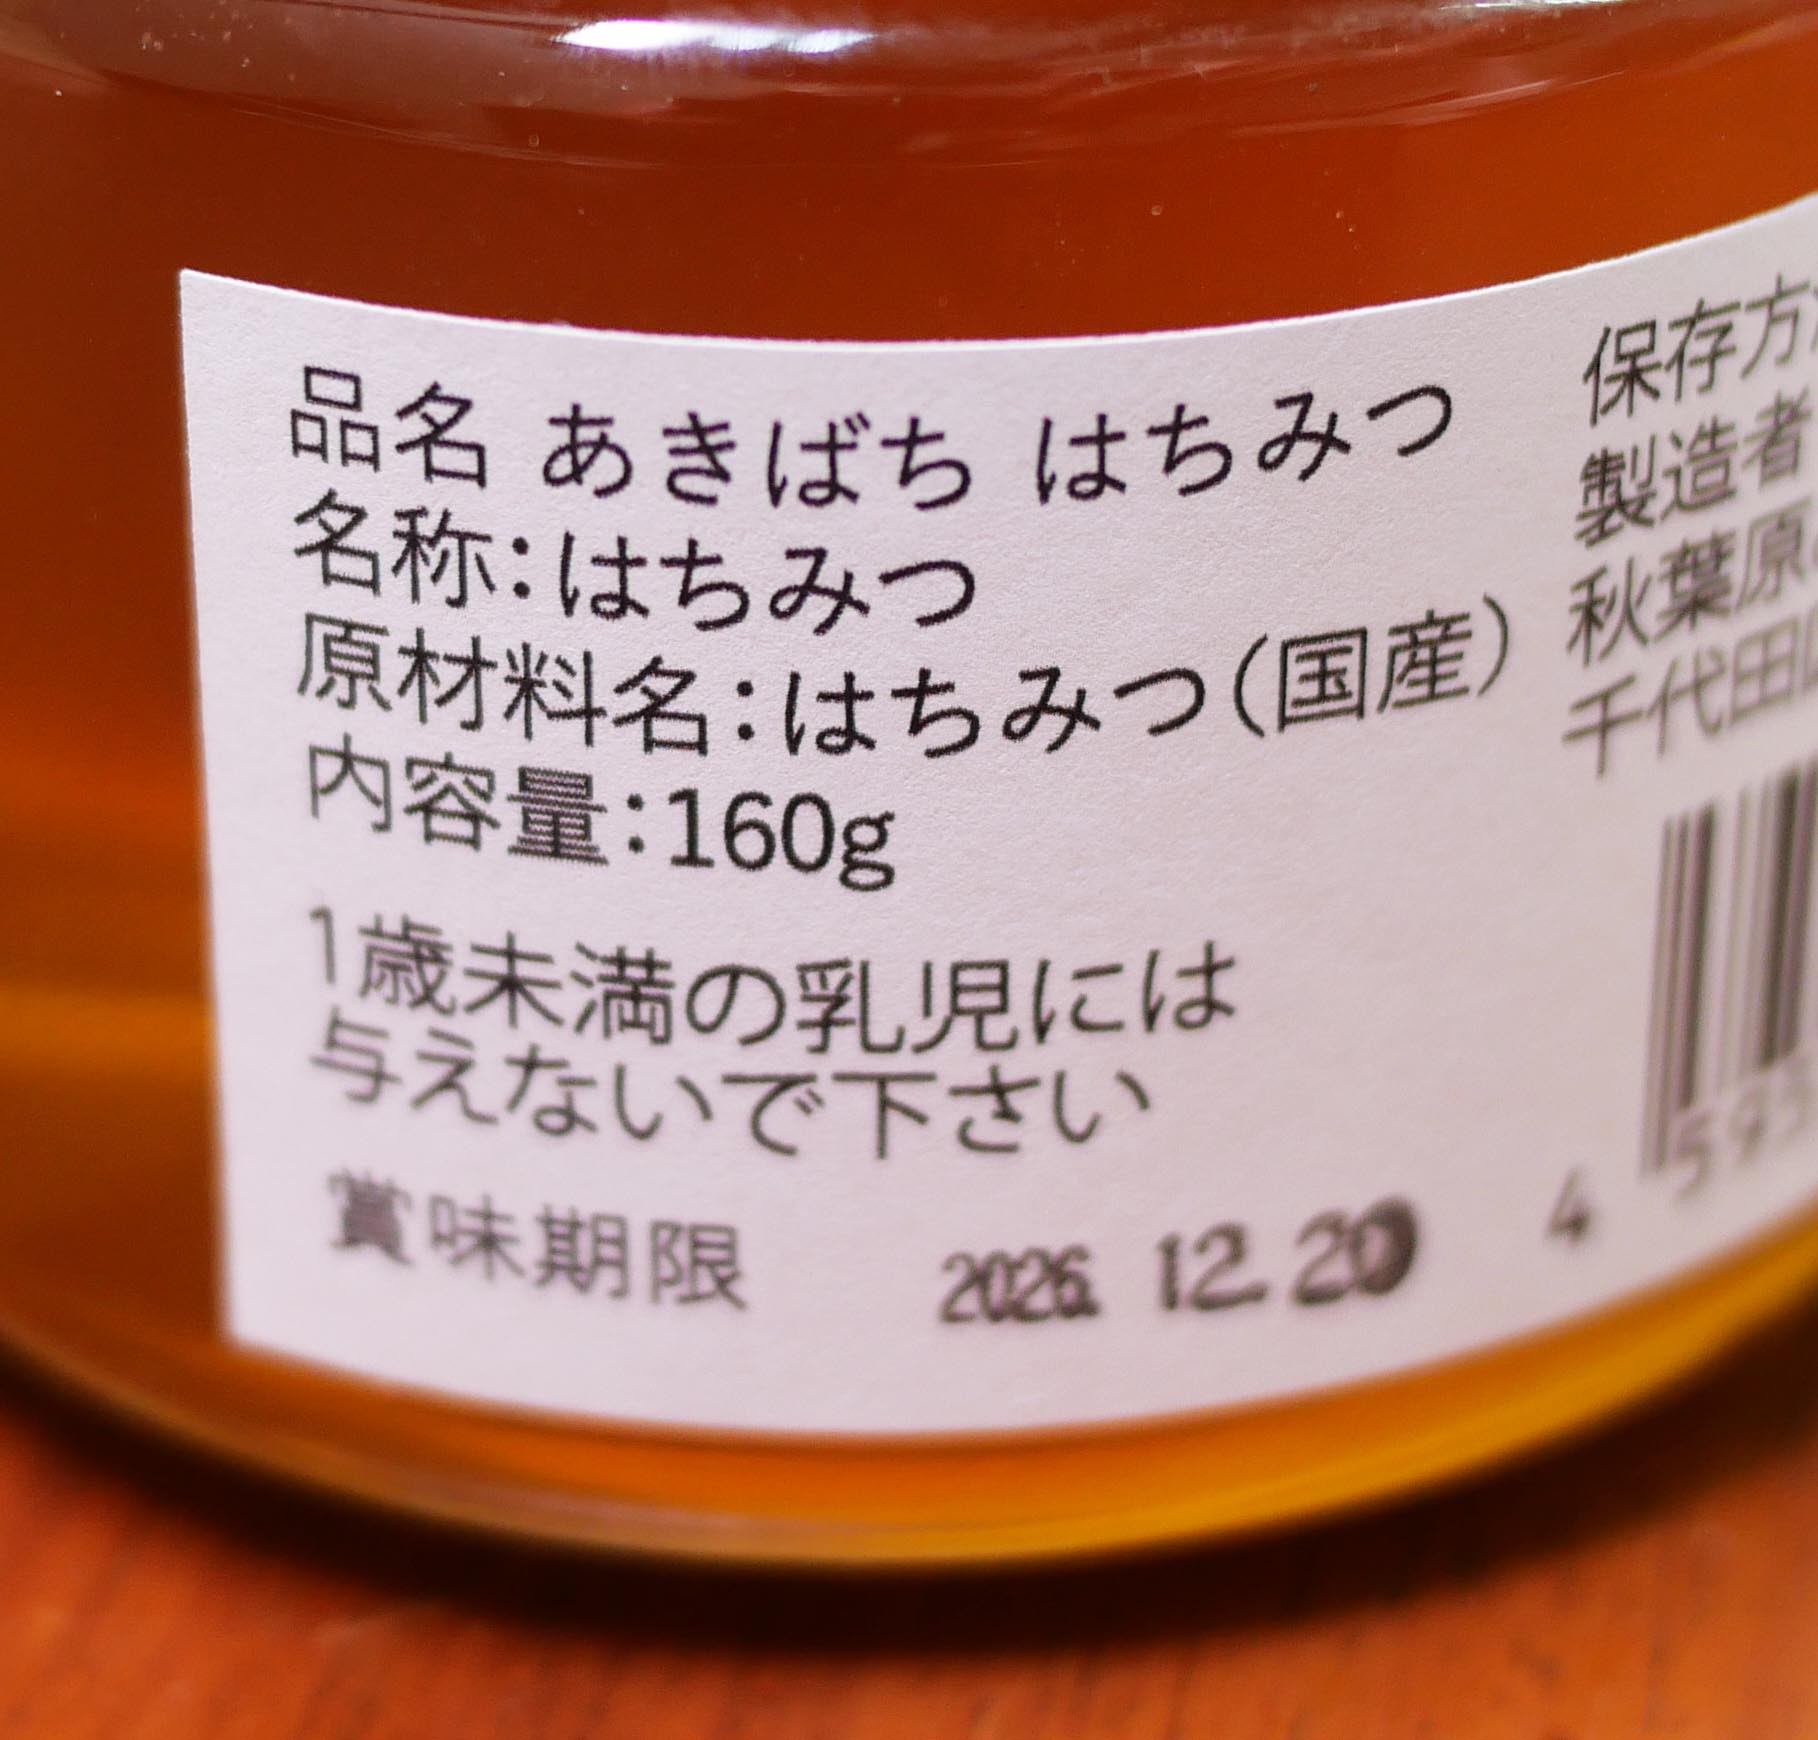 品名 あきばち はちみつ
名称：はちみつ
原材料名：はちみつ（国産）
内容量：160g
1歳未満の乳児には
与えないで下さい
賞味期限 2026. 12. 20
保存方
製造者
秋葉原
千代田
4 593